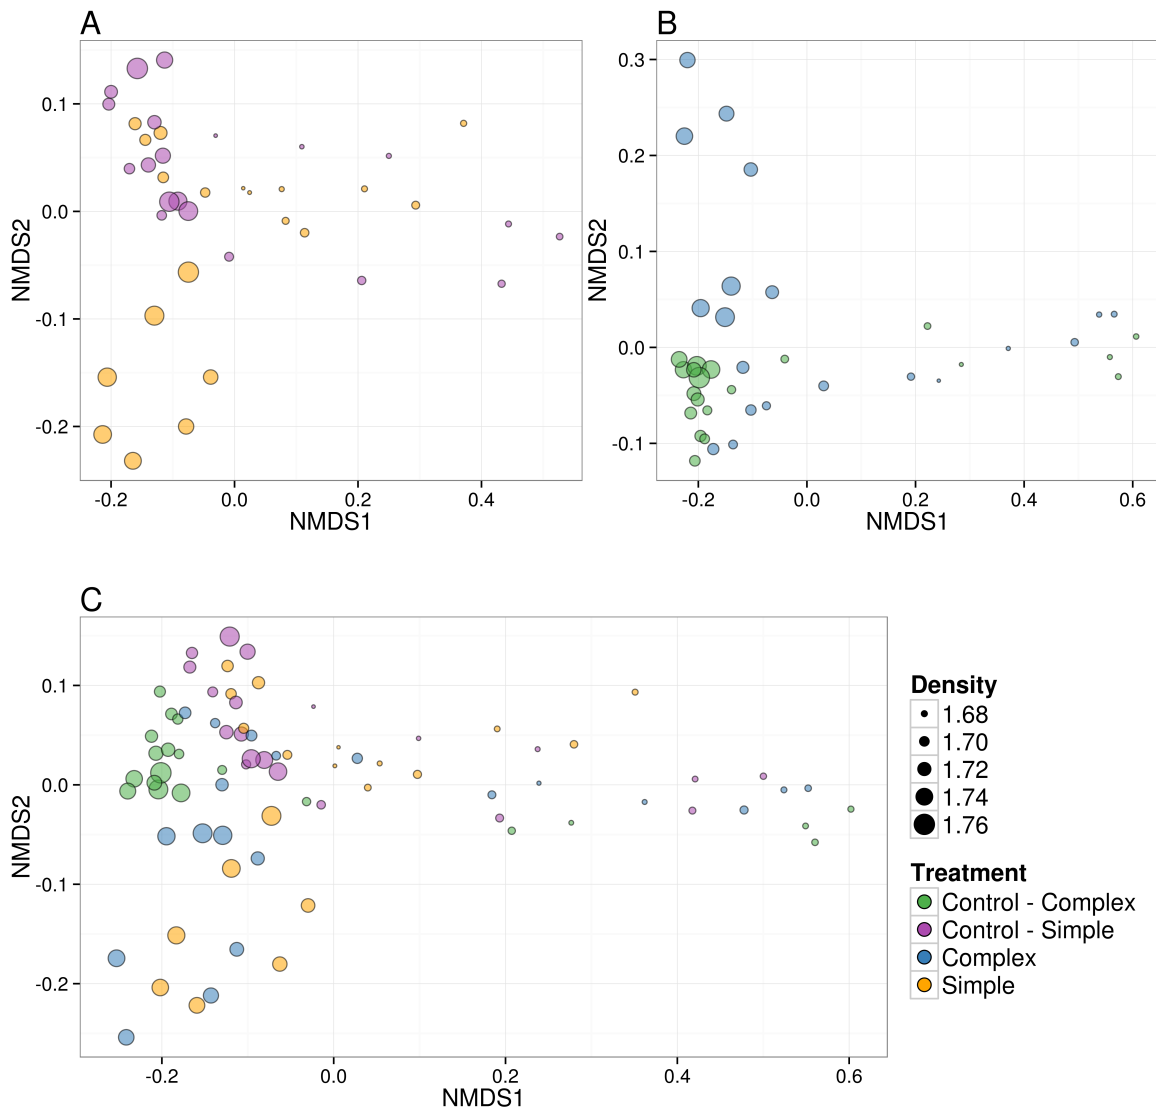 A
0.1
0.0
-0.1
-0.2
NMDS2
-0.2 0.0 0.2 0.4
NMDS1
B
0.3
0.2
0.1
0.0
-0.1
NMDS2
-0.2 0.0 0.2 0.4 0.6
NMDS1
C
0.1
0.0
-0.1
-0.2
NMDS2
-0.2 0.0 0.2 0.4 0.6
NMDS1
Density
1.68
1.70
1.72
1.74
1.76
Treatment
Control - Complex
Control - Simple
Complex
Simple